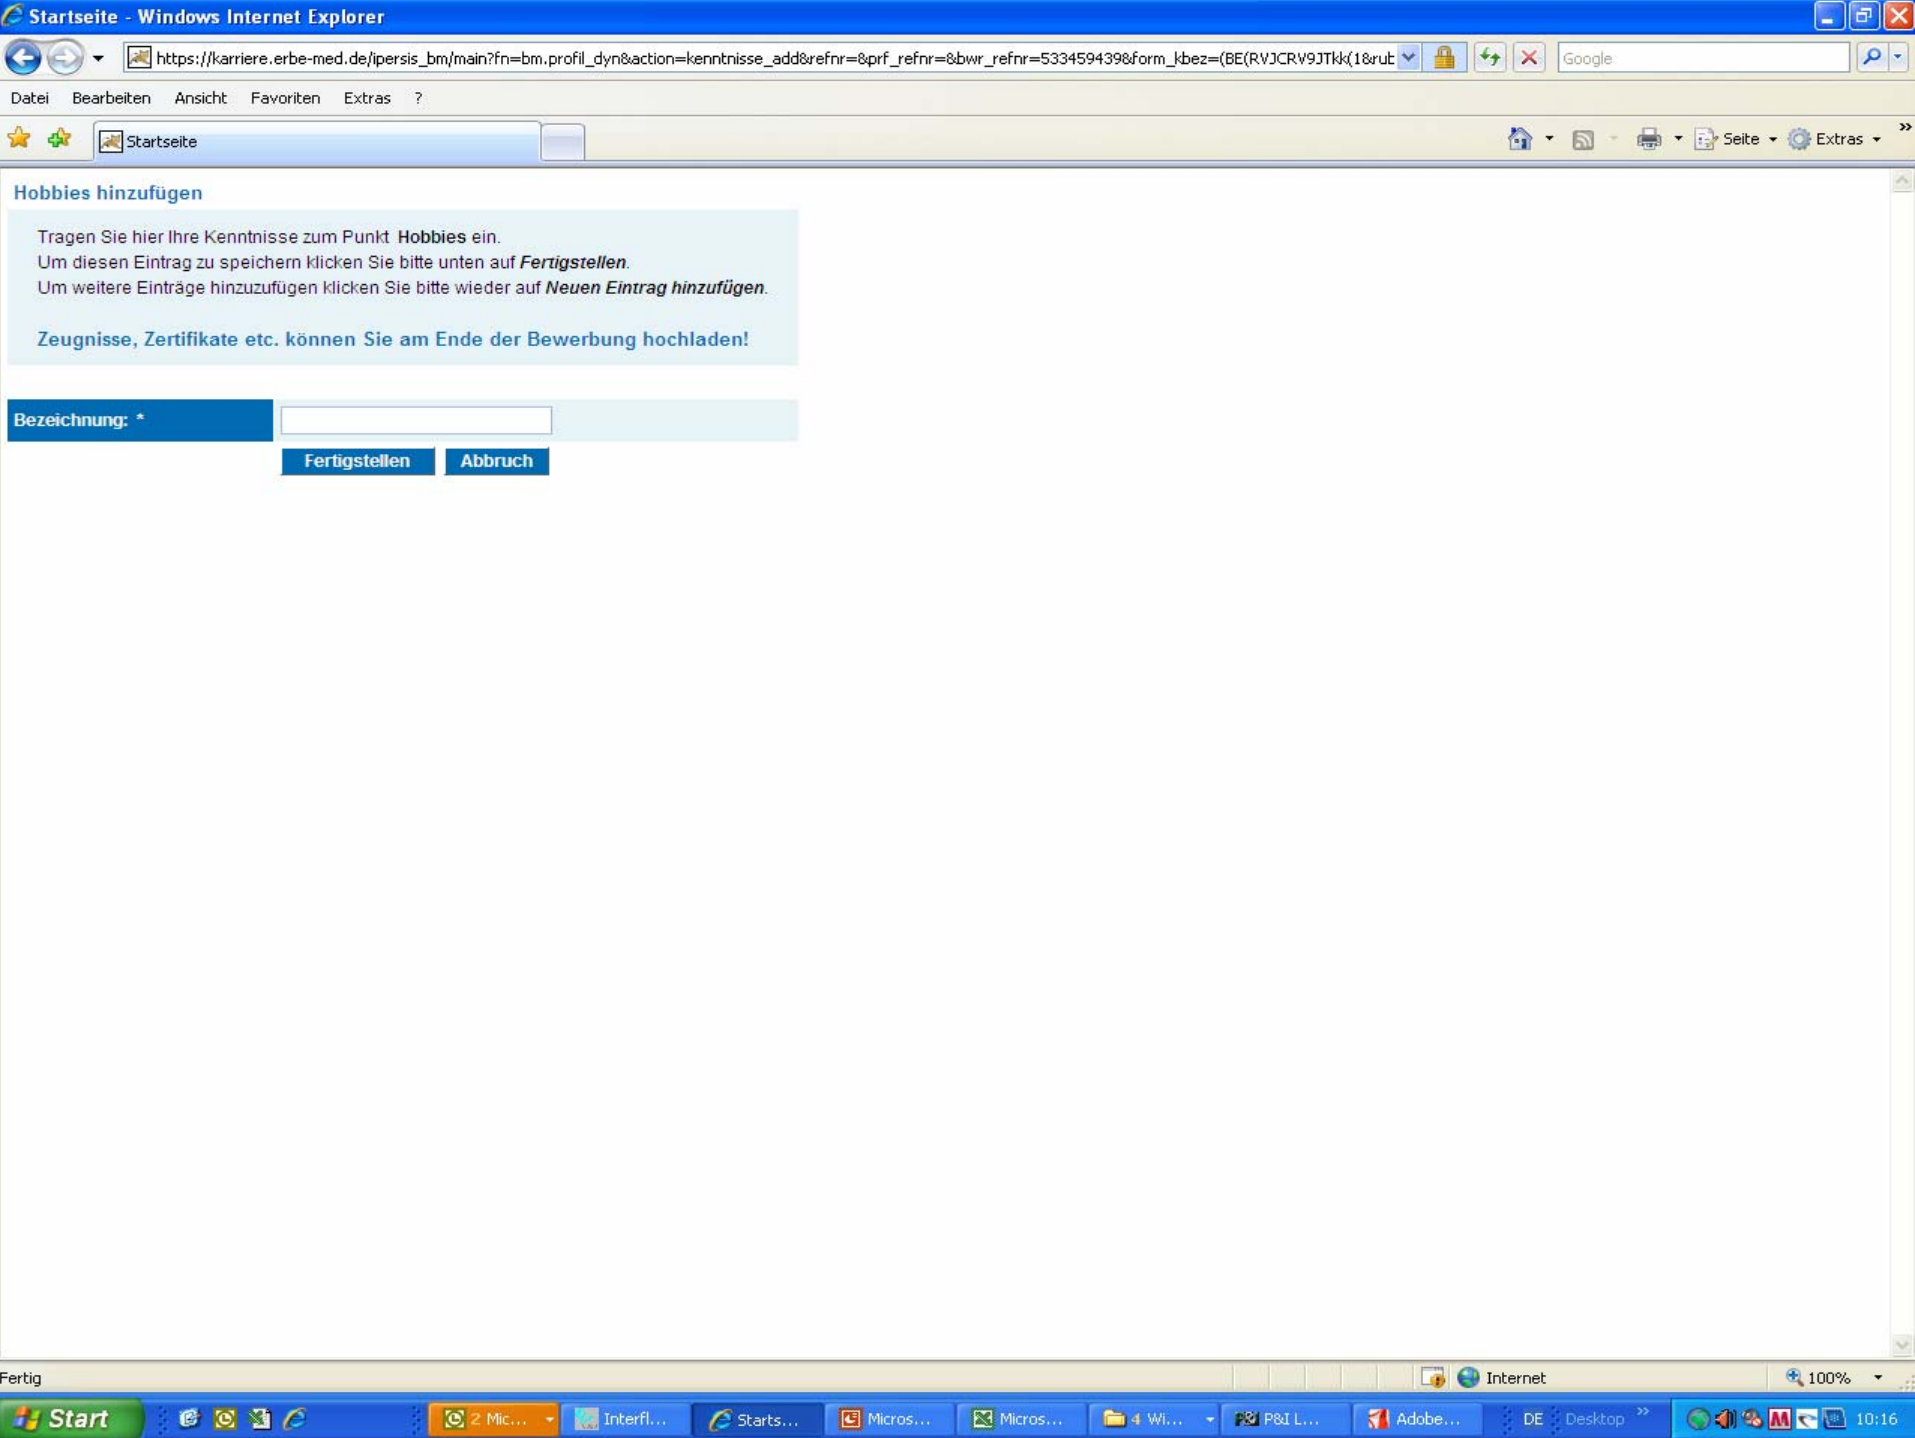 Startseite - Windows Internet Explorer
https://karriere.erbe-med.de/ipersis_bm/main?fn=bm.profil_dyn&action=kenntnisse_add&refnr=&prf_refnr=&bwr_refnr=533459439&form_kbez=(BE(RVJCRV9JTkk(1&rub
Google
Datei Bearbeiten Ansicht Favoriten Extras ?
Startseite
Seite Extras »
Hobbies hinzufügen
Tragen Sie hier Ihre Kenntnisse zum Punkt Hobbies ein.
Um diesen Eintrag zu speichern klicken Sie bitte unten auf Fertigstellen.
Um weitere Einträge hinzuzufügen klicken Sie bitte wieder auf Neuen Eintrag hinzufügen.
Zeugnisse, Zertifikate etc. können Sie am Ende der Bewerbung hochladen!
Bezeichnung: *
Fertigstellen Abbruch
Fertig Internet 100%
Start 2 Mic... Interfl... Starts... Micros... Micros... 4 Wi... P&I L... Adobe... DE Desktop » 10:16